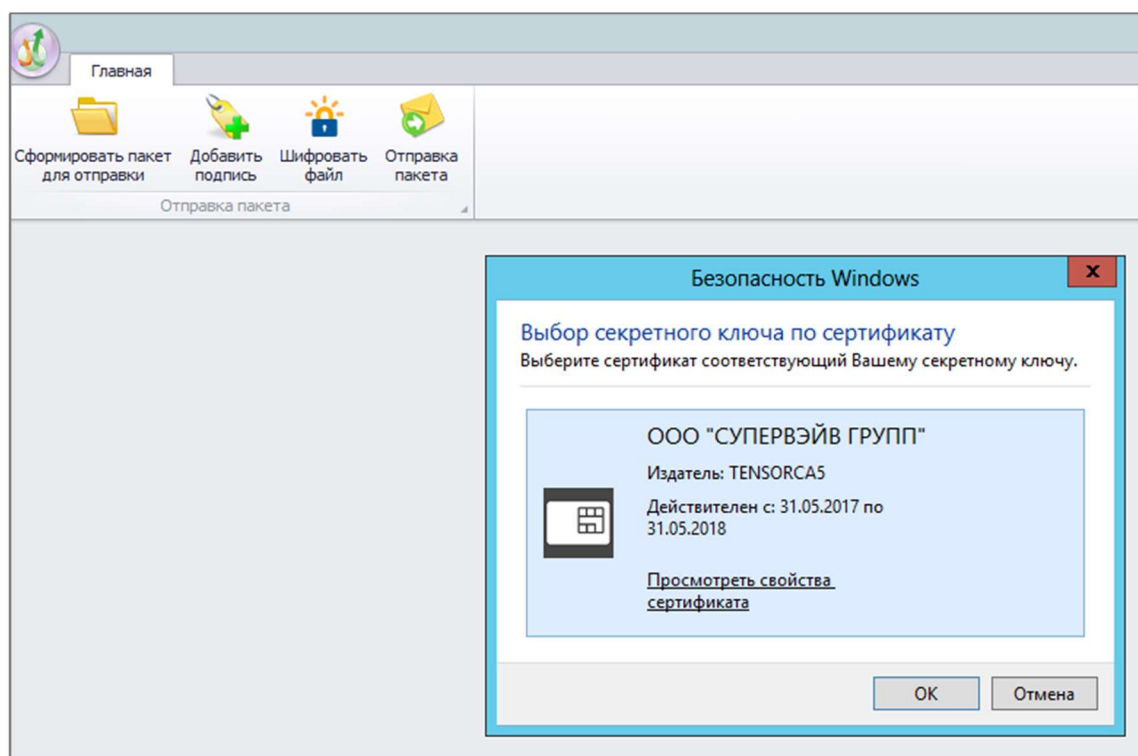 Главная
Сформировать пакет
для отправки
Добавить
подпись
Шифровать
файл
Отправка
пакета
Отправка пакета
Безопасность Windows
x
Выбор секретного ключа по сертификату
Выберите сертификат соответствующий Вашему секретному ключу.
ООО "СУПЕРВЭЙВ ГРУПП"
Издатель: TENSORCA5
Действителен с: 31.05.2017 по
31.05.2018
Просмотреть свойства
сертификата
ОК
Отмена